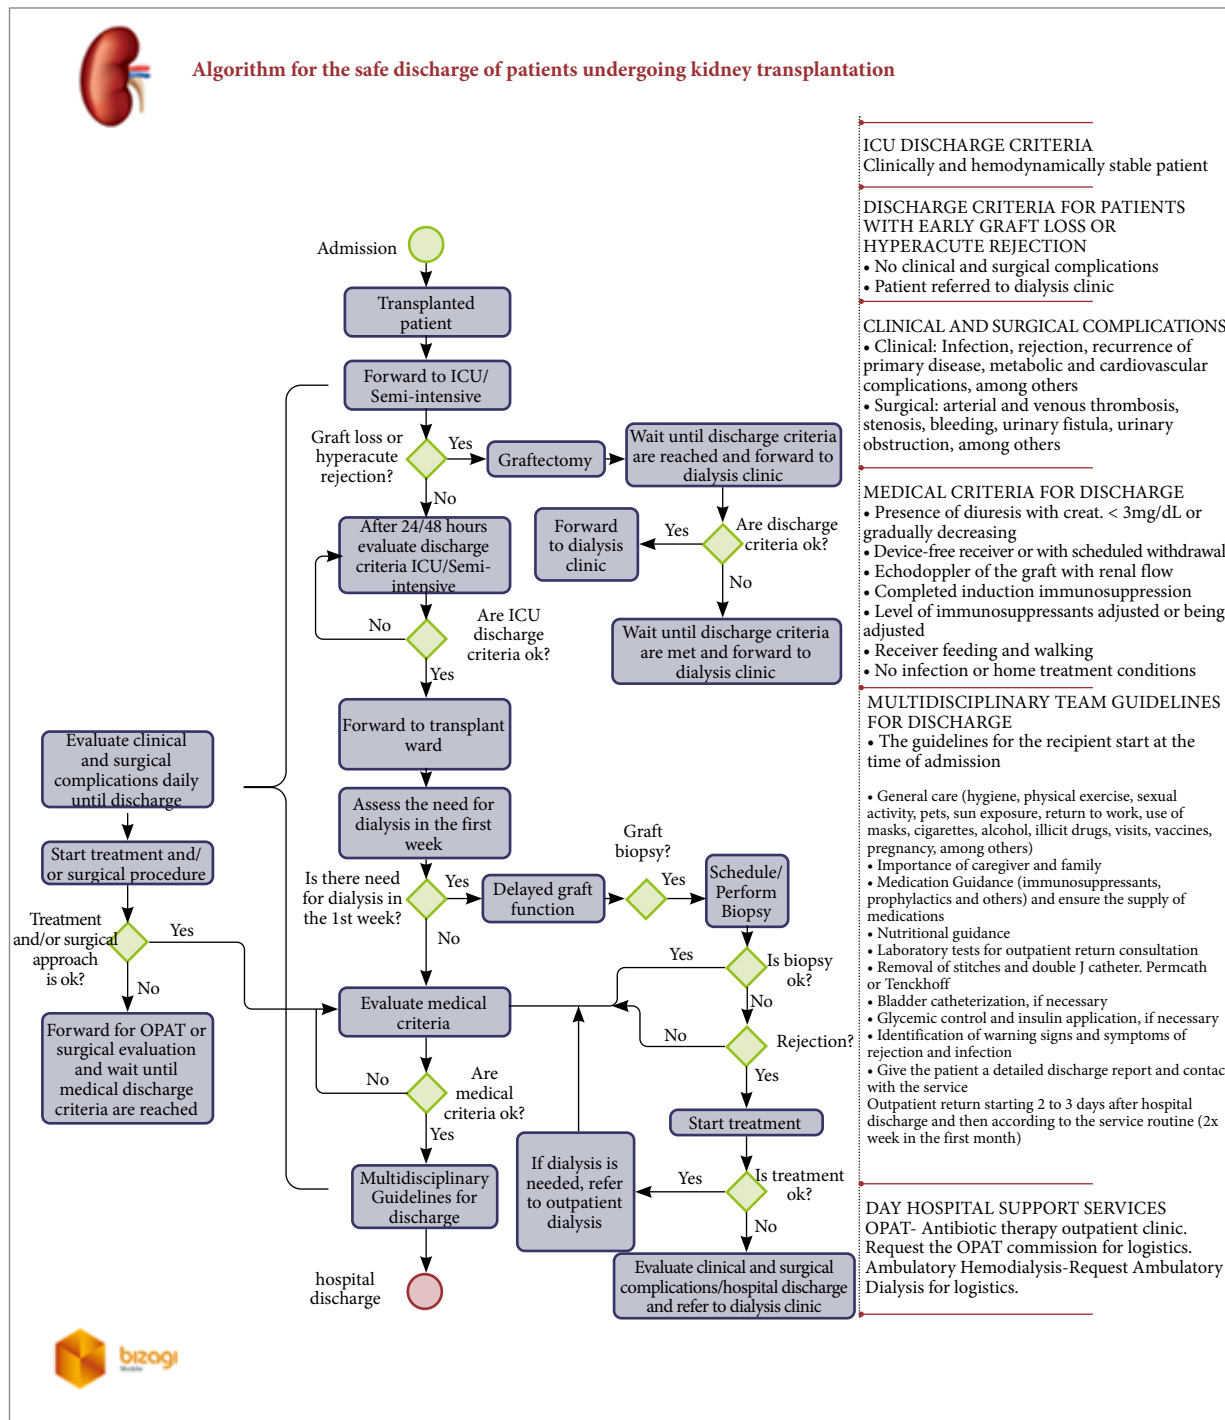 Algorithm for the safe discharge of patients undergoing kidney transplantation
Admission
Transplanted
patient
Forward to ICU/
Semi-intensive
Graft loss or
hyperacute
rejection?
Yes
Graftectomy
Wait until discharge criteria
are reached and forward to
dialysis clinic
No
After 24/48 hours
evaluate discharge
criteria ICU/Semi-
intensive
Forward
to dialysis
clinic
Yes
Are discharge
criteria ok?
No
Wait until discharge criteria
are met and forward to
dialysis clinic
No
Are ICU
discharge
criteria ok?
Yes
Forward to transplant
ward
Evaluate clinical
and surgical
complications daily
until discharge
Start treatment and/
or surgical procedure
Treatment
and/or surgical
approach
is ok?
Yes
No
Forward for OPAT or
surgical evaluation
and wait until
medical discharge
criteria are reached
Assess the need for
dialysis in the first
week
Is there need
for dialysis in
the 1st week?
Yes
Delayed graft
function
Graft
biopsy?
Yes
Schedule/
Perform
Biopsy
No
Yes
Is biopsy
ok?
No
Evaluate medical
criteria
No
Rejection?
Yes
No
Are
medical
criteria ok?
Yes
Start treatment
Multidisciplinary
Guidelines for
discharge
If dialysis is
needed, refer
to outpatient
dialysis
Yes
Is treatment
ok?
No
Evaluate clinical and surgical
complications/hospital discharge
and refer to dialysis clinic
hospital
discharge
ICU DISCHARGE CRITERIA
Clinically and hemodynamically stable patient
DISCHARGE CRITERIA FOR PATIENTS
WITH EARLY GRAFT LOSS OR
HYPERACUTE REJECTION
• No clinical and surgical complications
• Patient referred to dialysis clinic
CLINICAL AND SURGICAL COMPLICATIONS
• Clinical: Infection, rejection, recurrence of
primary disease, metabolic and cardiovascular
complications, among others
• Surgical: arterial and venous thrombosis,
stenosis, bleeding, urinary fistula, urinary
obstruction, among others
MEDICAL CRITERIA FOR DISCHARGE
• Presence of diuresis with creat. < 3mg/dL or
gradually decreasing
• Device-free receiver or with scheduled withdrawal
• Echodoppler of the graft with renal flow
• Completed induction immunosuppression
• Level of immunosuppressants adjusted or being
adjusted
• Receiver feeding and walking
• No infection or home treatment conditions
MULTIDISCIPLINARY TEAM GUIDELINES
FOR DISCHARGE
• The guidelines for the recipient start at the
time of admission
• General care (hygiene, physical exercise, sexual
activity, pets, sun exposure, return to work, use of
masks, cigarettes, alcohol, illicit drugs, visits, vaccines,
pregnancy, among others)
• Importance of caregiver and family
• Medication Guidance (immunosuppressants,
prophylactics and others) and ensure the supply of
medications
• Nutritional guidance
• Laboratory tests for outpatient return consultation
• Removal of stitches and double J catheter. Permcath
or Tenckhoff
• Bladder catheterization, if necessary
• Glycemic control and insulin application, if necessary
• Identification of warning signs and symptoms of
rejection and infection
• Give the patient a detailed discharge report and contac
with the service
Outpatient return starting 2 to 3 days after hospital
discharge and then according to the service routine (2x
week in the first month)
DAY HOSPITAL SUPPORT SERVICES
OPAT- Antibiotic therapy outpatient clinic.
Request the OPAT commission for logistics.
Ambulatory Hemodialysis-Request Ambulatory
Dialysis for logistics.
bizagi